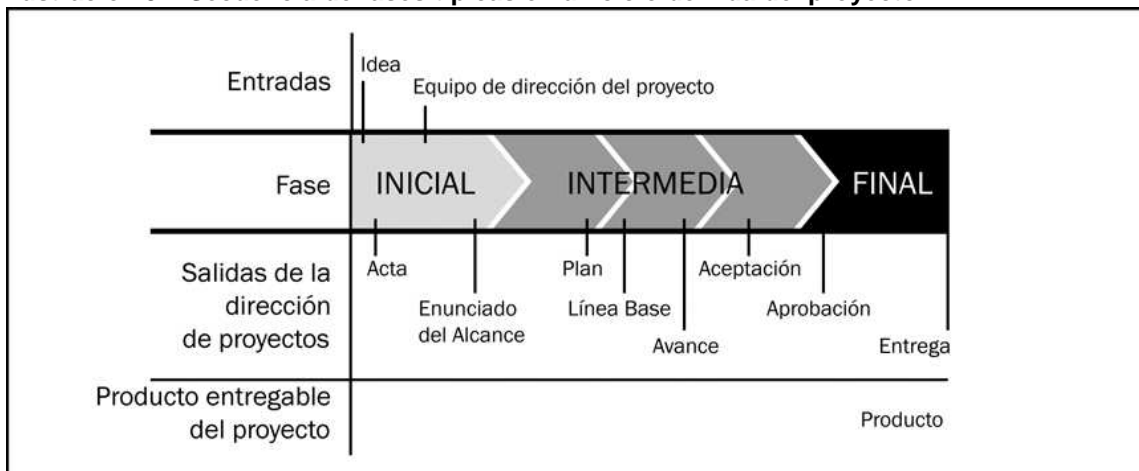 Idea
Entradas
Equipo de dirección del proyecto
Fase
INICIAL
INTERMEDIA
FINAL
Salidas de la
dirección
de proyectos
Acta
Enunciado
del Alcance
Plan
Línea Base
Avance
Aceptación
Aprobación
Entrega
Producto entregable
del proyecto
Producto